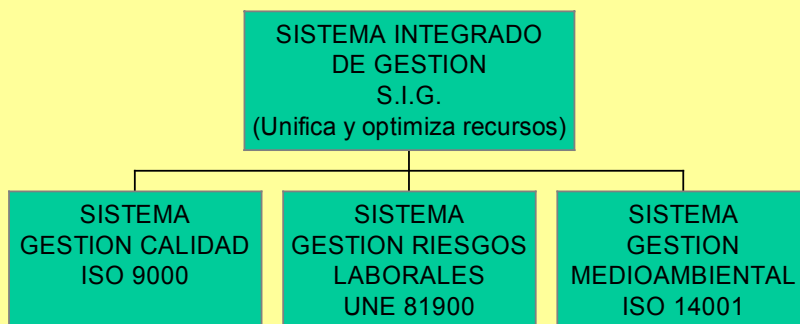 SISTEMA INTEGRADO
DE GESTION
S.I.G.
(Unifica y optimiza recursos)
SISTEMA
GESTION CALIDAD
ISO 9000
SISTEMA
GESTION RIESGOS
LABORALES
UNE 81900
SISTEMA
GESTION
MEDIOAMBIENTAL
ISO 14001